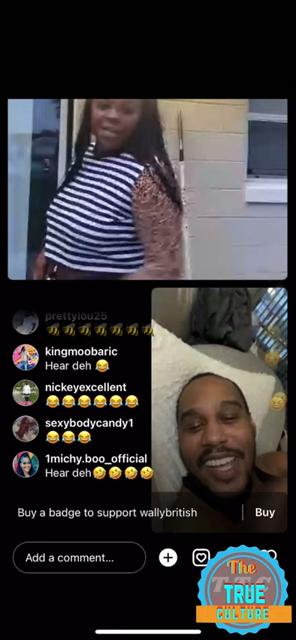 prettylou25
🐝🐝🐝🐝🐝🐝🐝
kingmoobaric
Hear deh 😂
nickeyexcellent
😂😂😂😂😂😂
sexybodycandy1
😂😂😂
1michy.boo_official
Hear deh🤣🤣🤣🤣
Buy a badge to support wallybritish
Buy
Add a comment...
The
T.T.C
TRUE
CULTURE